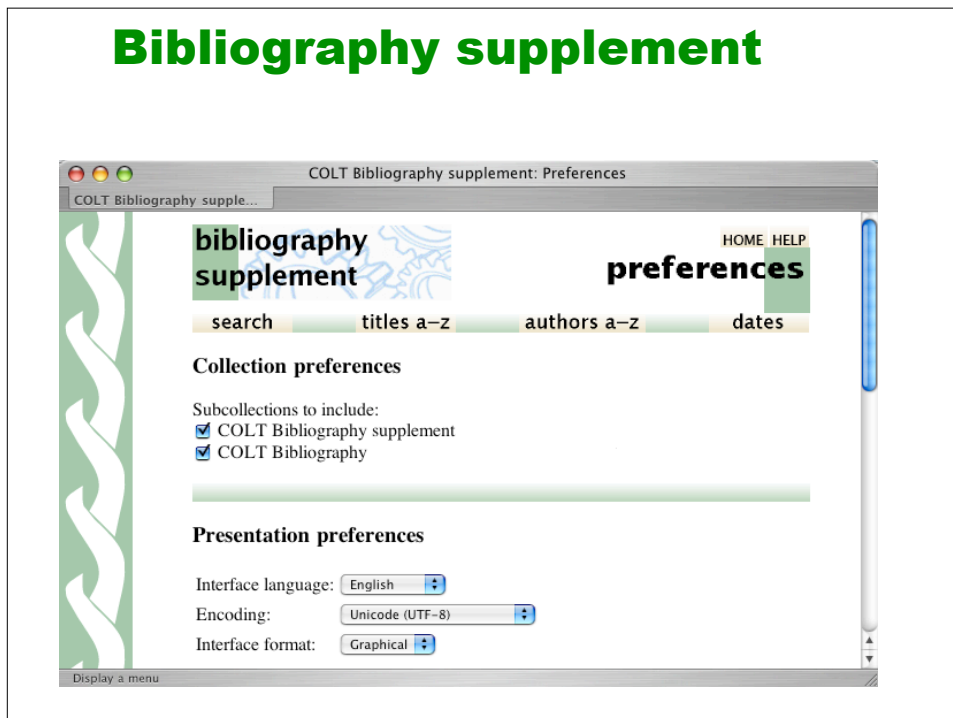 Bibliography supplement
COLT Bibliography supplement: Preferences
COLT Bibliography supple...
bibliography
supplement
HOME HELP
preferences
search titles a–z authors a–z dates
Collection preferences
Subcollections to include:
COLT Bibliography supplement
COLT Bibliography
Presentation preferences
Interface language: English
Encoding: Unicode (UTF–8)
Interface format: Graphical
Display a menu